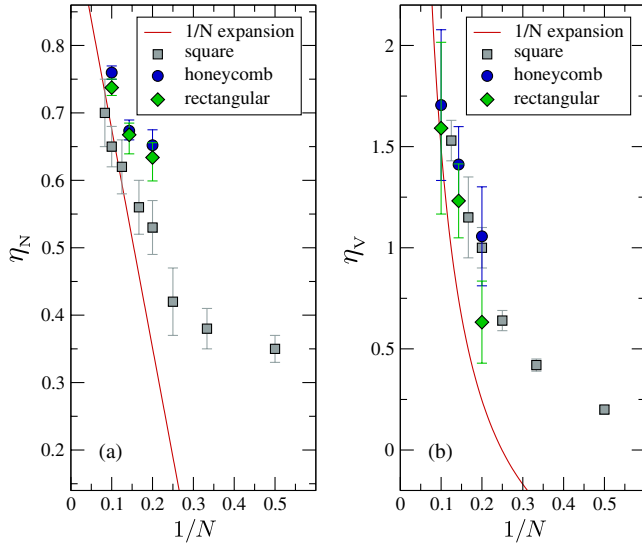 0.8
0.7
0.6
0.5
0.4
0.3
0.2
η_N
1/N expansion
square
honeycomb
rectangular
(a)
0 0.1 0.2 0.3 0.4 0.5
1/N
2
1.5
1
0.5
0
η_V
1/N expansion
square
honeycomb
rectangular
(b)
0 0.1 0.2 0.3 0.4 0.5
1/N